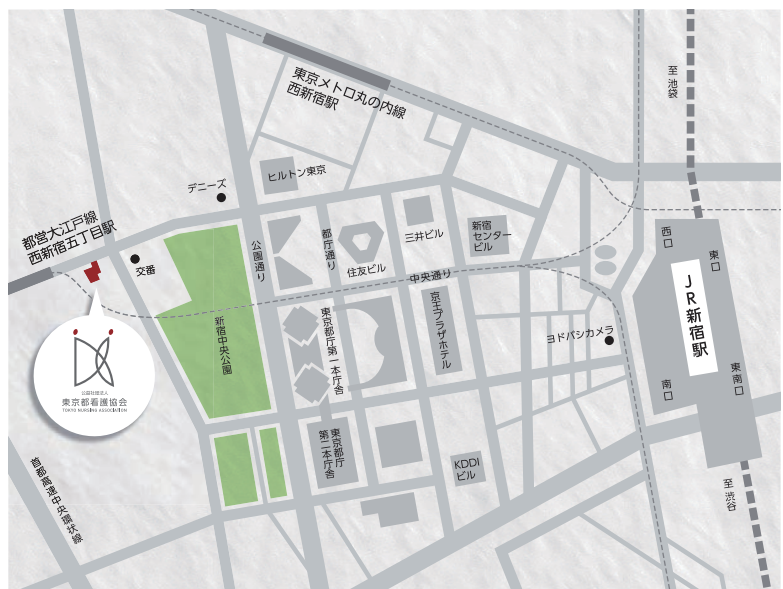 至 池袋
東京メトロ丸の内線
西新宿駅
ヒルトン東京
デニーズ
都営大江戸線
西新宿五丁目駅
交番
公園通り
都庁通り
住友ビル
三井ビル
新宿
センター
ビル
中央通り
西口
東口
JR新宿駅
南口
東南口
ヨドバシカメラ
京王プラザホテル
東京都庁第一本庁舎
新宿中央公園
公益社団法人
東京都看護協会
TOKYO NURSING ASSOCIATION
東京都庁
第二本庁舎
KDDI
ビル
首都高速中央環状線
至 渋谷